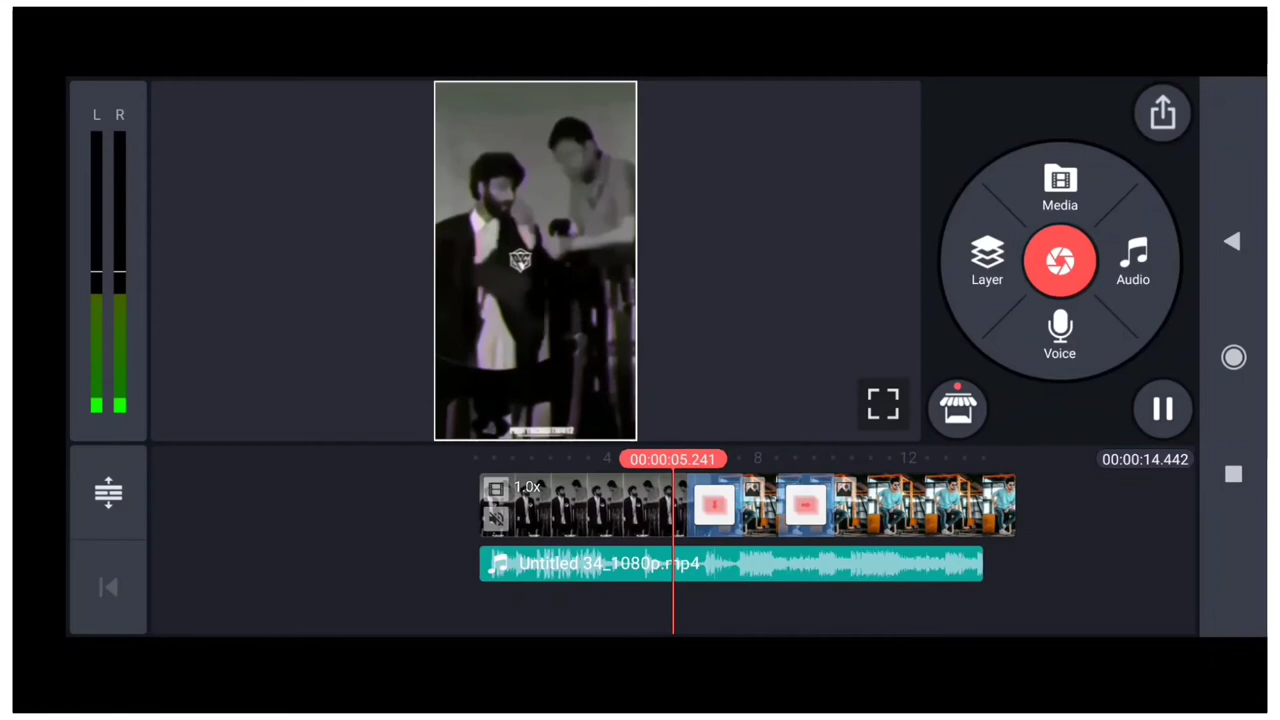 L R
Media
Layer
Audio
Voice
4
00:00:05.241
8
12
00:00:14.442
1.0x
Untitled 34_1080p.mp4